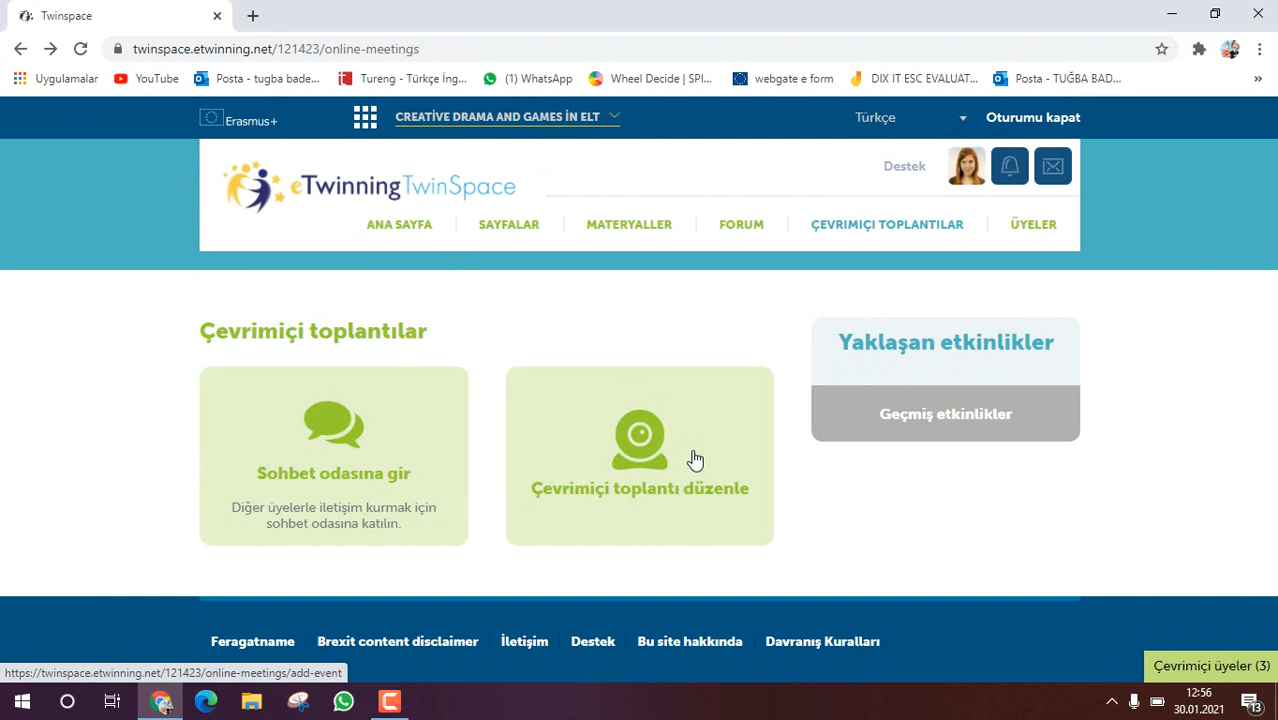 Twinspace
twinspace.etwinning.net/121423/online-meetings
Uygulamalar
YouTube
Posta - tugba bade...
Tureng - Türkçe İng...
(1) WhatsApp
Wheel Decide | SPI...
webgate e form
DIX IT ESC EVALUAT...
Posta - TUĞBA BAD...
»
Erasmus+
CREATİVE DRAMA AND GAMES İN ELT
Türkçe
Oturumu kapat
eTwinningTwinSpace
Destek
ANA SAYFA
SAYFALAR
MATERYALLER
FORUM
ÇEVRIMIÇI TOPLANTILAR
ÜYELER
Çevrimiçi toplantılar
Sohbet odasına gir
Diğer üyelerle iletişim kurmak için
sohbet odasına katılın.
Çevrimiçi toplantı düzenle
Yaklaşan etkinlikler
Geçmiş etkinlikler
Feragatname
Brexit content disclaimer
İletişim
Destek
Bu site hakkında
Davranış Kuralları
https://twinspace.etwinning.net/121423/online-meetings/add-event
Çevrimiçi üyeler (3)
12:56
30.01.2021
13